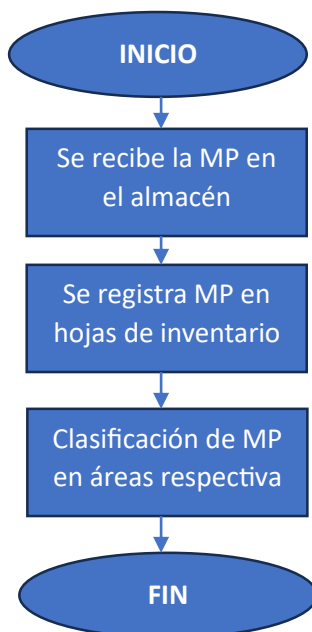 INICIO
Se recibe la MP en
el almacén
Se registra MP en
hojas de inventario
Clasificación de MP
en áreas respectiva
FIN